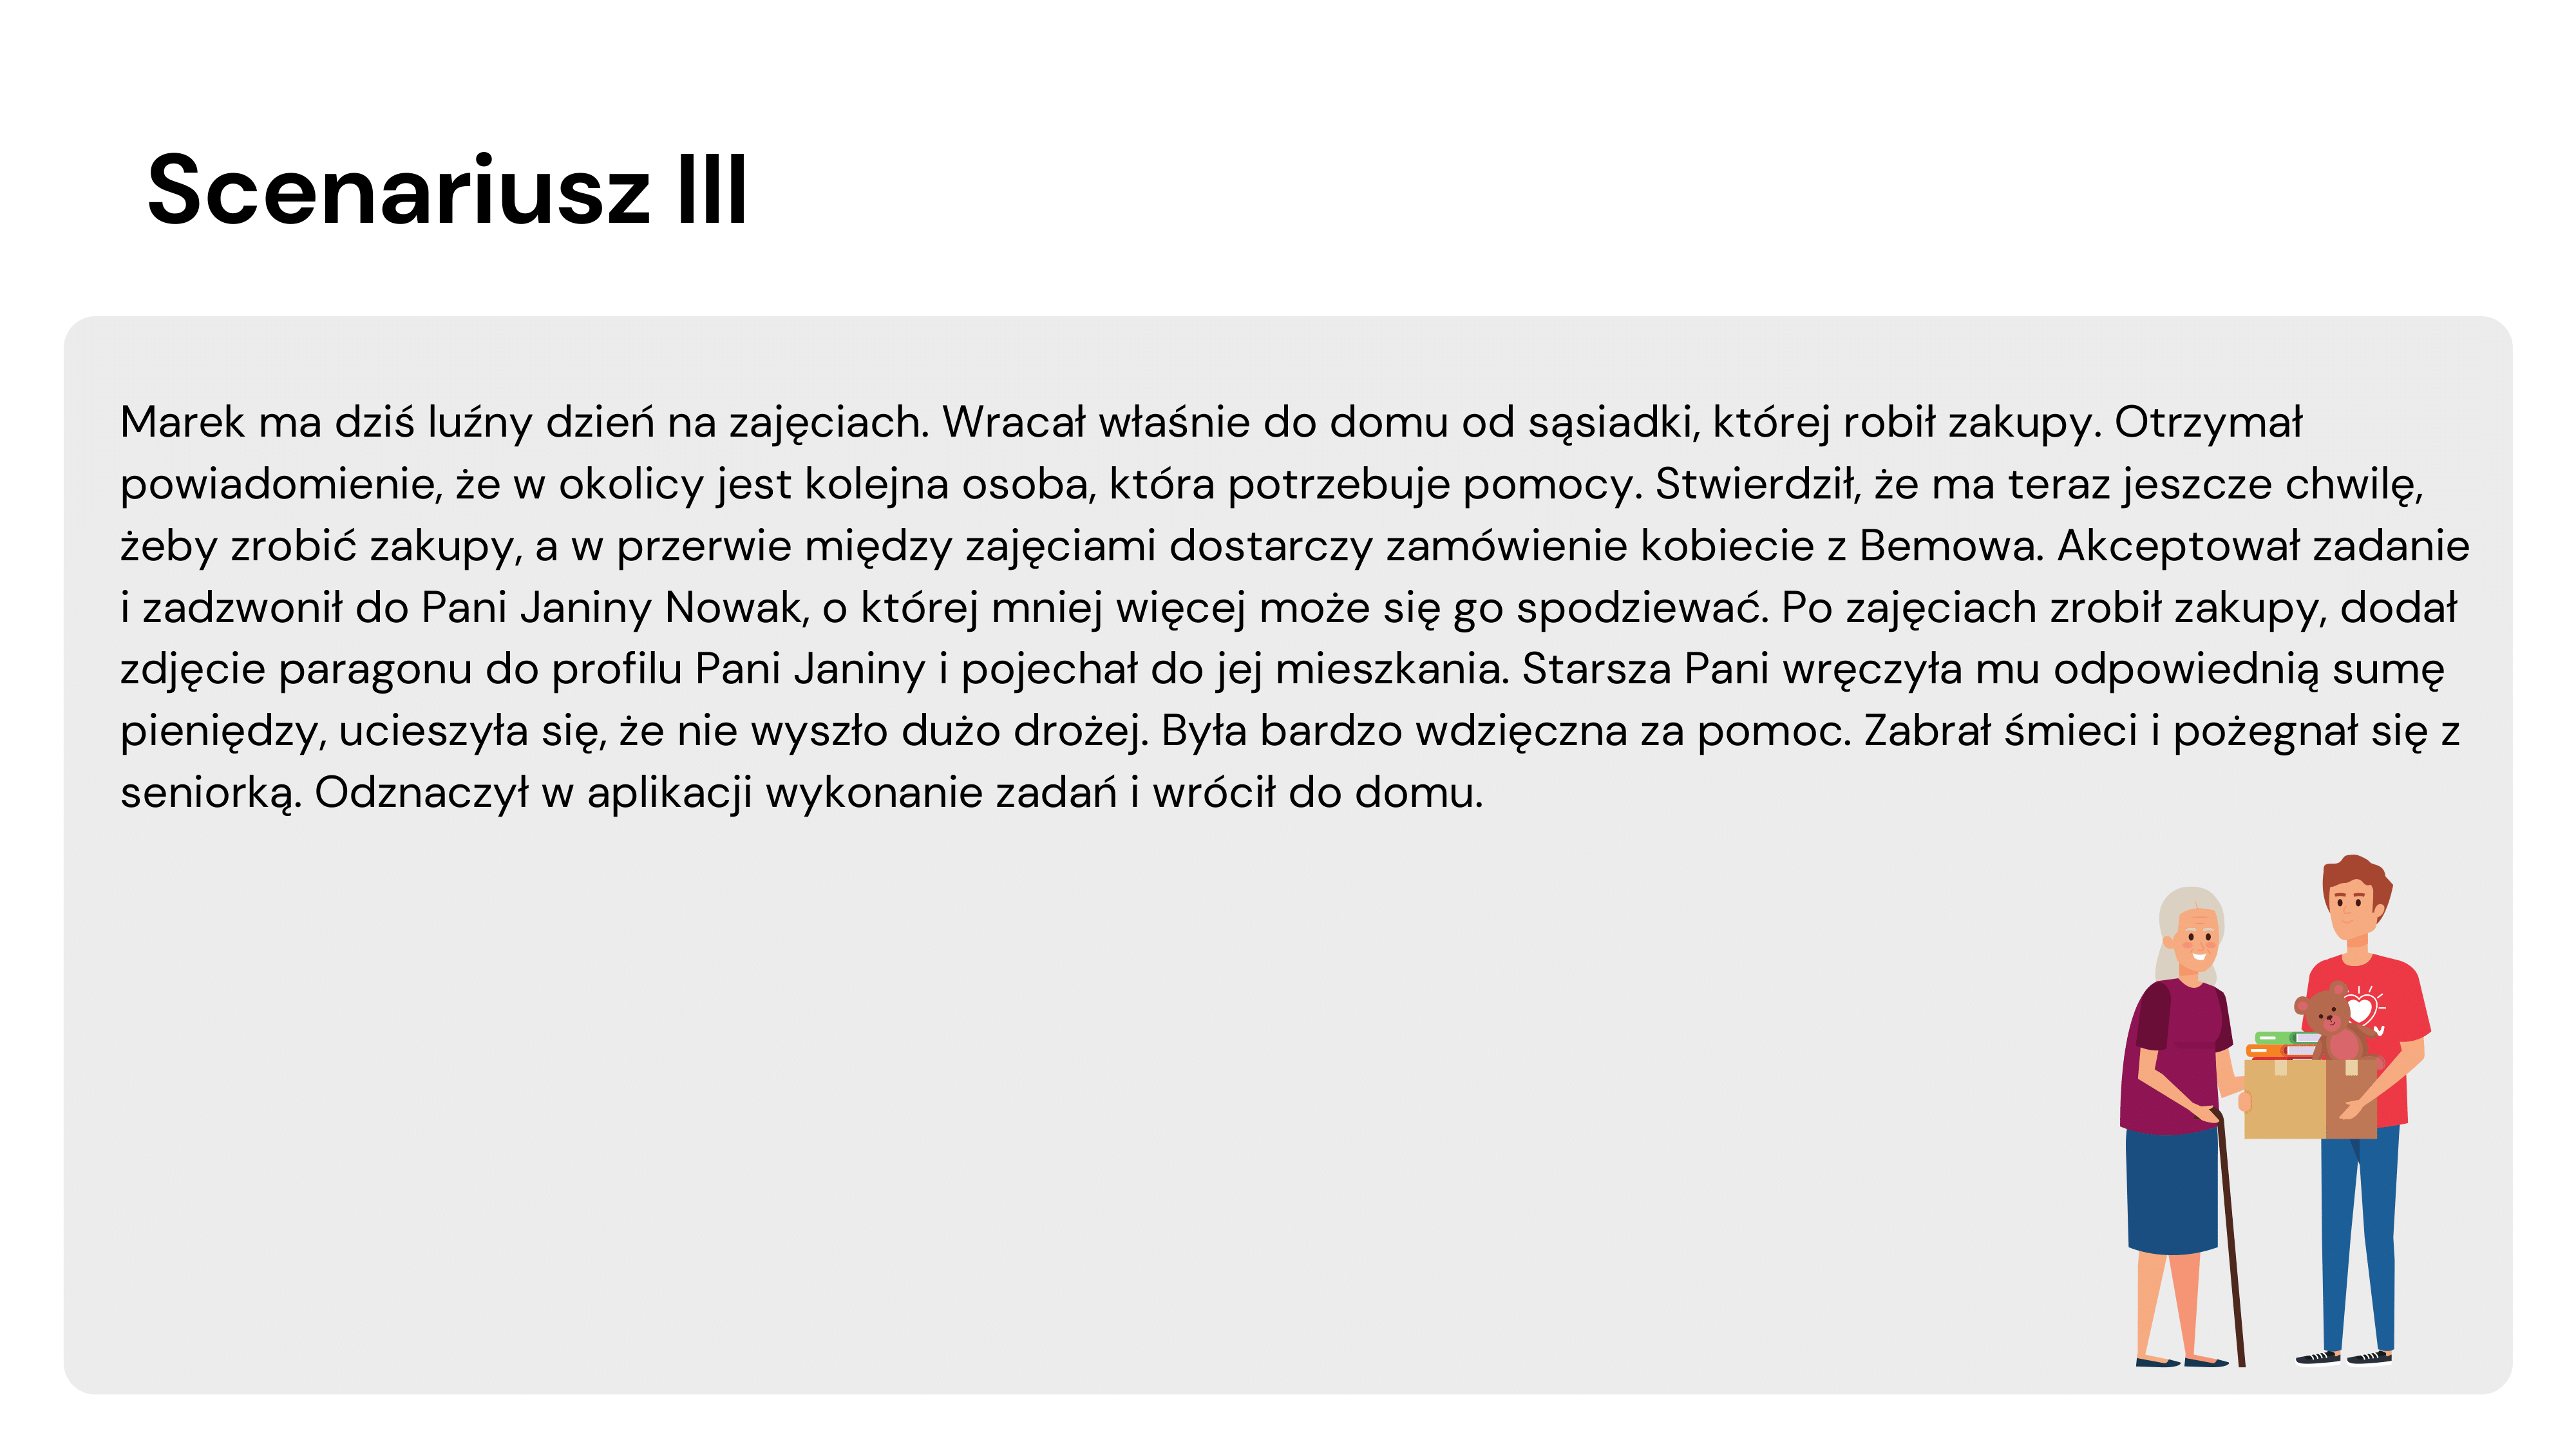 Scenariusz III
Marek ma dziś luźny dzień na zajęciach. Wracał właśnie do domu od sąsiadki, której robił zakupy. Otrzymał
powiadomienie, że w okolicy jest kolejna osoba, która potrzebuje pomocy. Stwierdził, że ma teraz jeszcze chwilę,
żeby zrobić zakupy, a w przerwie między zajęciami dostarczy zamówienie kobiecie z Bemowa. Akceptował zadanie
i zadzwonił do Pani Janiny Nowak, o której mniej więcej może się go spodziewać. Po zajęciach zrobił zakupy, dodał
zdjęcie paragonu do profilu Pani Janiny i pojechał do jej mieszkania. Starsza Pani wręczyła mu odpowiednią sumę
pieniędzy, ucieszyła się, że nie wyszło dużo drożej. Była bardzo wdzięczna za pomoc. Zabrał śmieci i pożegnał się z
seniorką. Odznaczył w aplikacji wykonanie zadań i wrócił do domu.